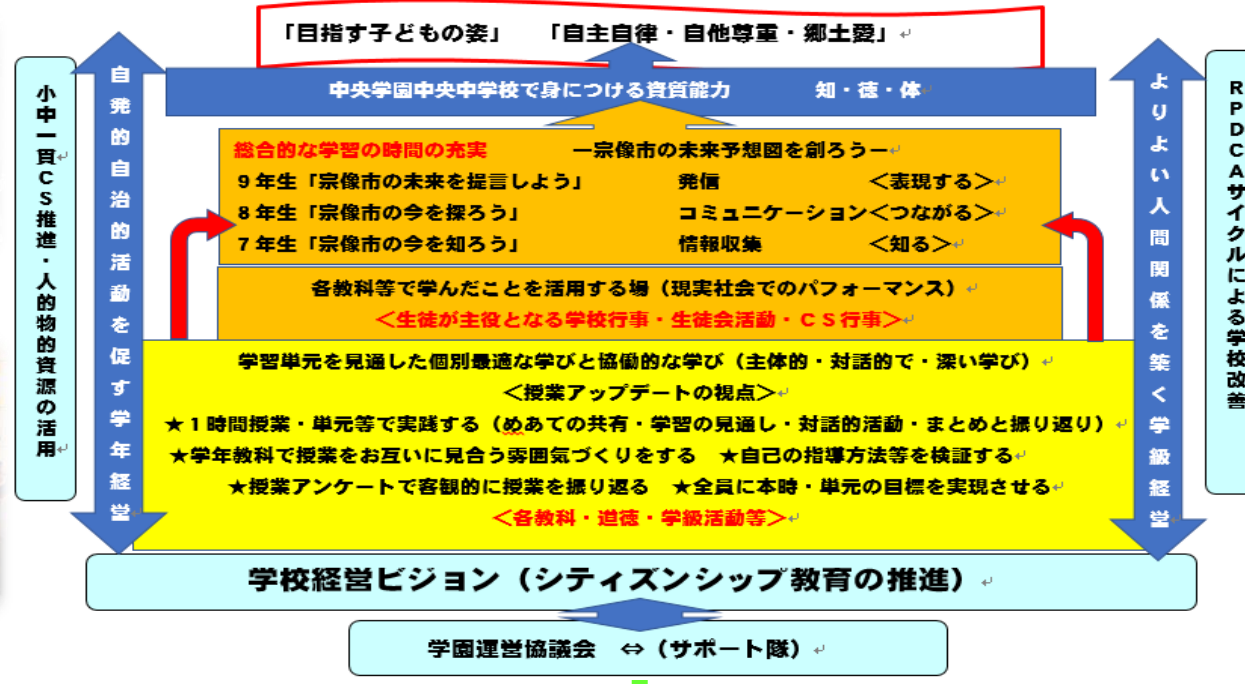 「目指す子どもの姿」　「自主自律・自他尊重・郷土愛」
中央学園中央中学校で身につける資質能力　　知・徳・体
小中一貫CS推進・人的物的資源の活用
自発的自治的活動を促す学年経営
総合的な学習の時間の充実　　―宗像市の未来予想図を創ろう―
9年生「宗像市の未来を提言しよう」　発信　＜表現する＞
8年生「宗像市の今を探ろう」　コミュニケーション＜つながる＞
7年生「宗像市の今を知ろう」　情報収集　＜知る＞
各教科等で学んだことを活用する場（現実社会でのパフォーマンス）
＜生徒が主役となる学校行事・生徒会活動・ＣＳ行事＞
学習単元を見通した個別最適な学びと協働的な学び（主体的・対話的で・深い学び）
＜授業アップデートの視点＞
★１時間授業・単元等で実践する（めあての共有・学習の見通し・対話的活動・まとめと振り返り）
★学年教科で授業をお互いに見合う雰囲気づくりをする　★自己の指導方法等を検証する
★授業アンケートで客観的に授業を振り返る　★全員に本時・単元の目標を実現させる
＜各教科・道徳・学級活動等＞
よりよい人間関係を築く学級経営
RPDCAサイクルによる学校改善
学校経営ビジョン（シティズンシップ教育の推進）
学園運営協議会　⇔（サポート隊）